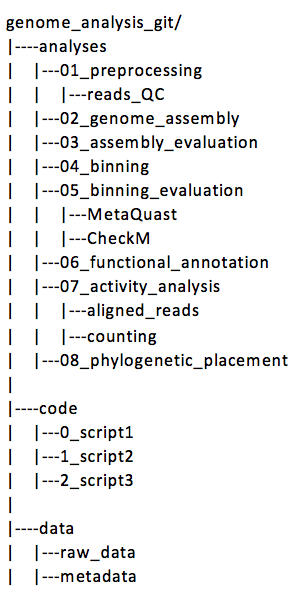 genome_analysis_git/
|----analyses
|   |---01_preprocessing
|   |   |---reads_QC
|   |---02_genome_assembly
|   |---03_assembly_evaluation
|   |---04_binning
|   |---05_binning_evaluation
|   |   |---MetaQuast
|   |   |---CheckM
|   |---06_functional_annotation
|   |---07_activity_analysis
|   |   |---aligned_reads
|   |   |---counting
|   |---08_phylogenetic_placement
|
|----code
|   |---0_script1
|   |---1_script2
|   |---2_script3
|
|----data
|   |---raw_data
|   |---metadata